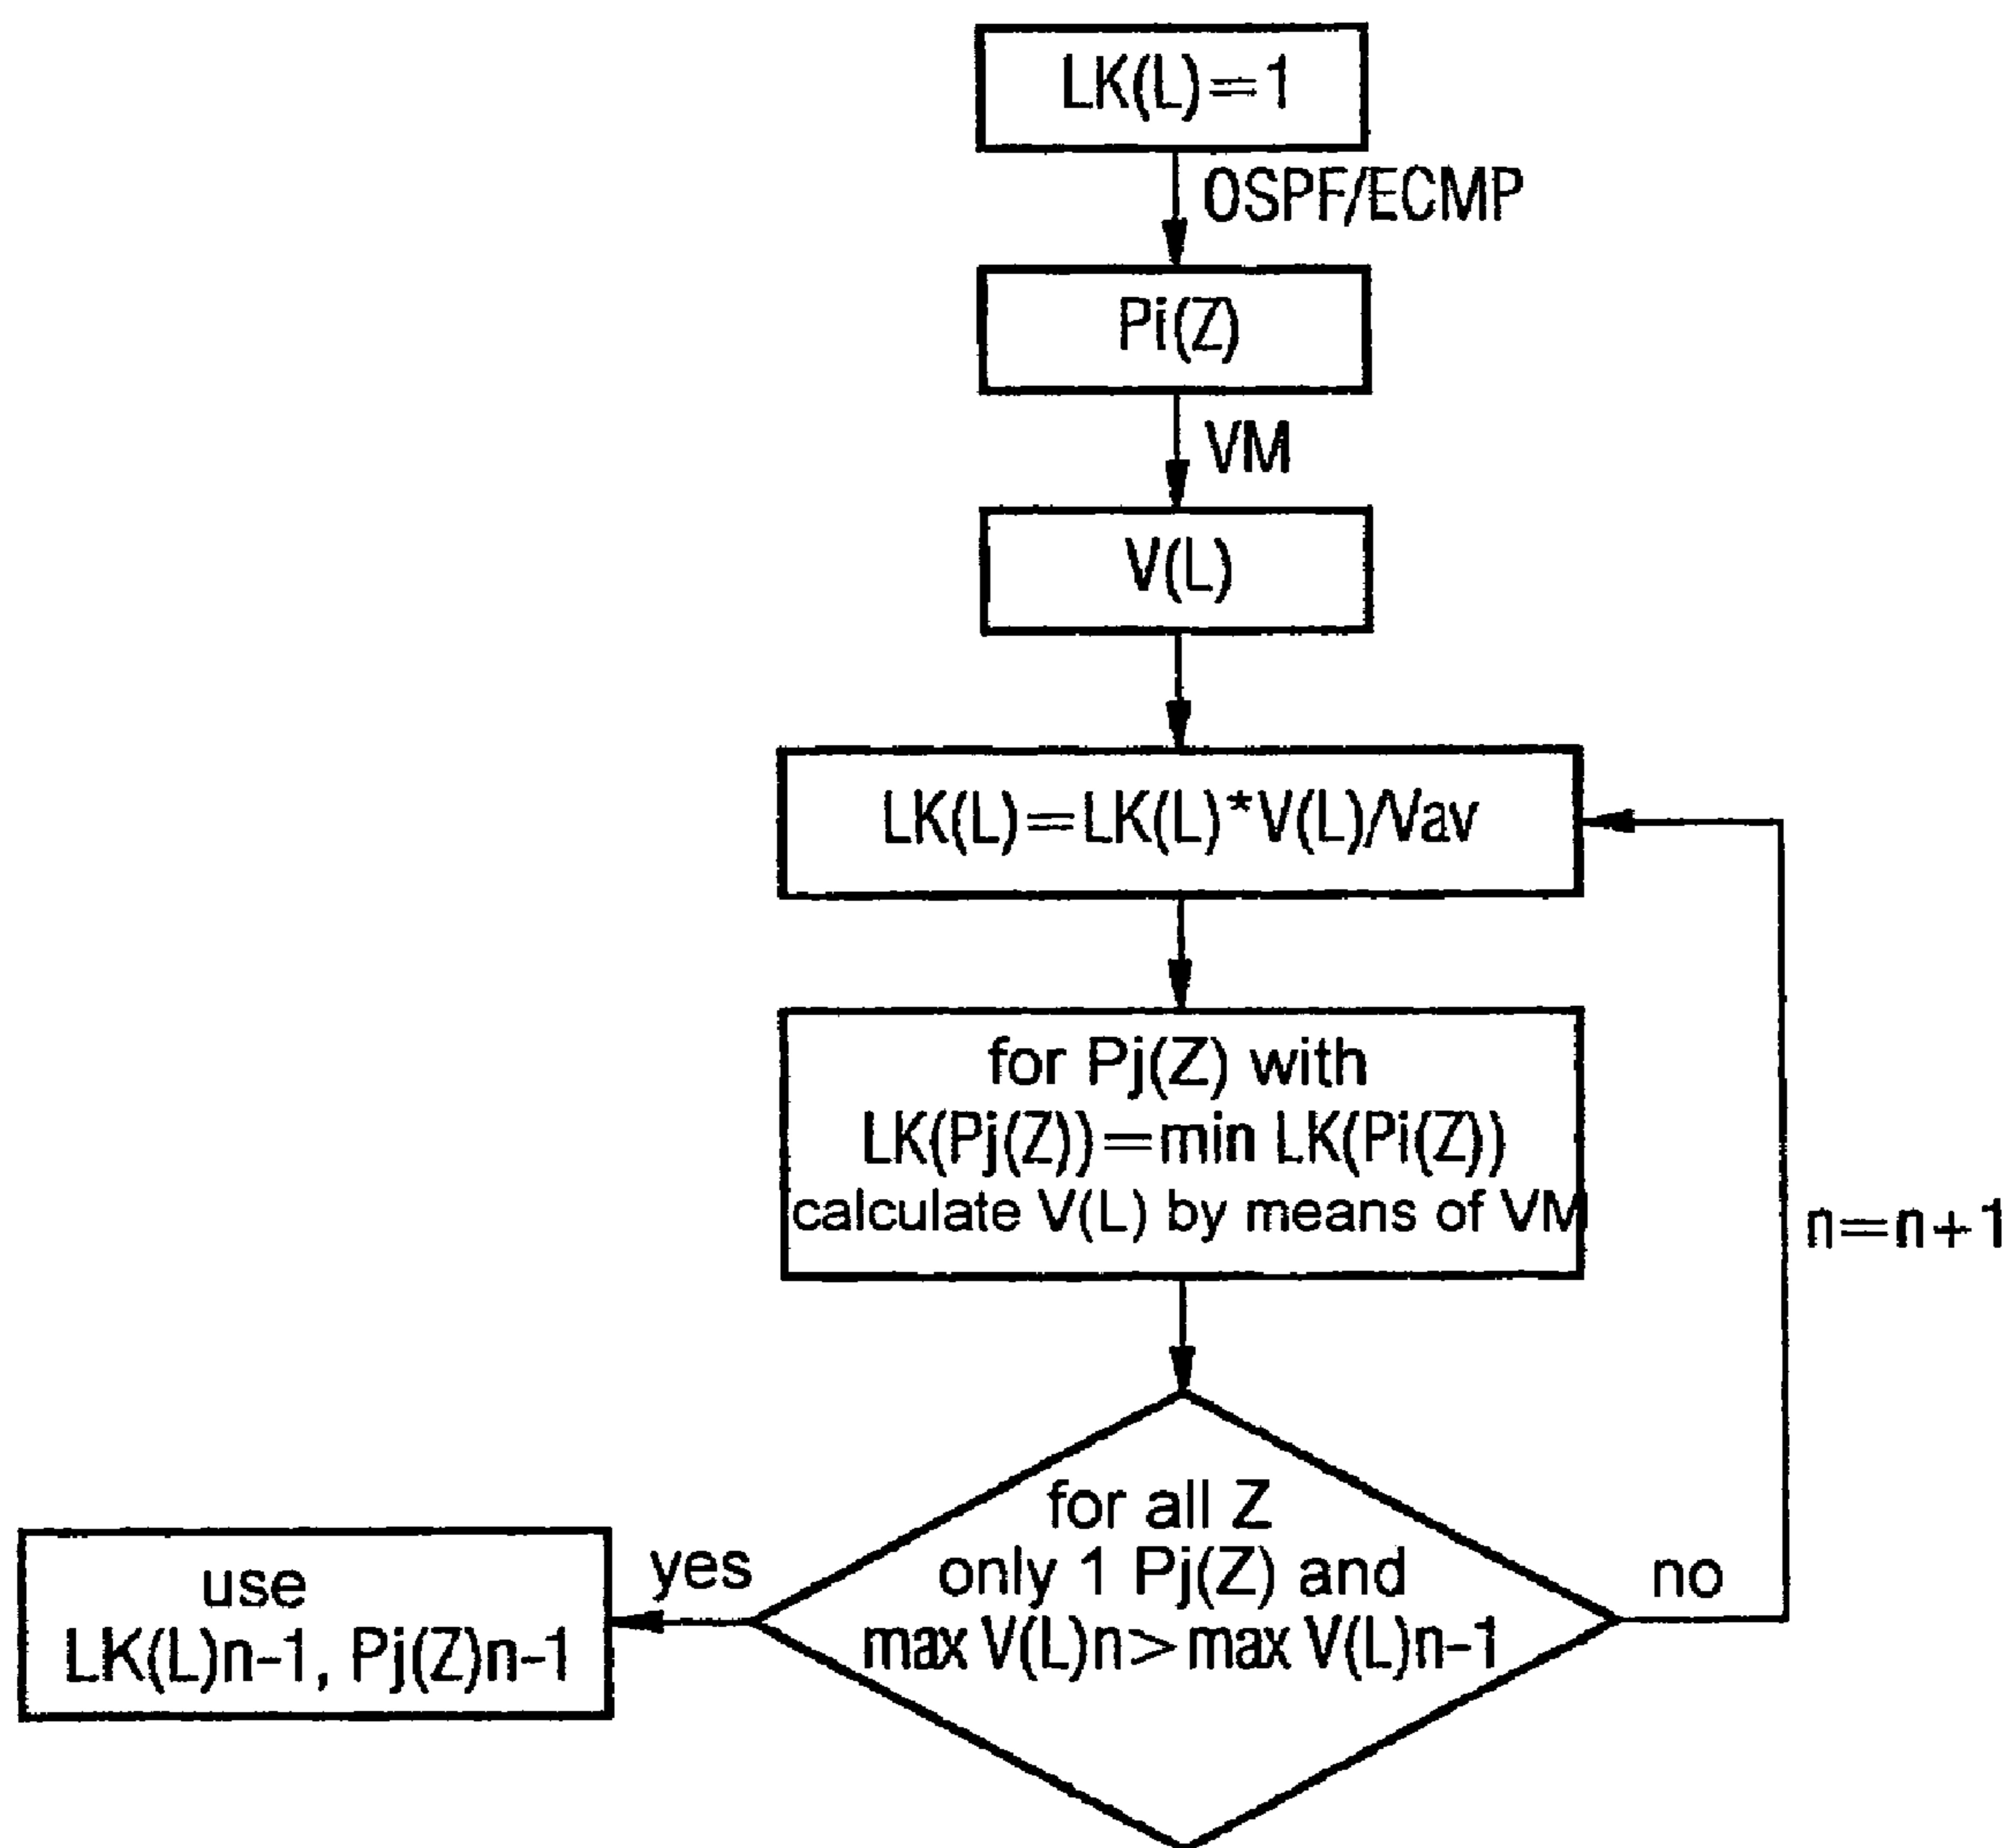 LK(L)=1
OSPF/ECMP
Pi(Z)
VM
V(L)
LK(L)=LK(L)*V(L)/Vav
for Pj(Z) with
LK(Pj(Z))=min LK(Pi(Z))
calculate V(L) by means of VM
n=n+1
for all Z
only 1 Pj(Z) and
max V(L)n>max V(L)n-1
yes
no
use
LK(L)n-1, Pj(Z)n-1